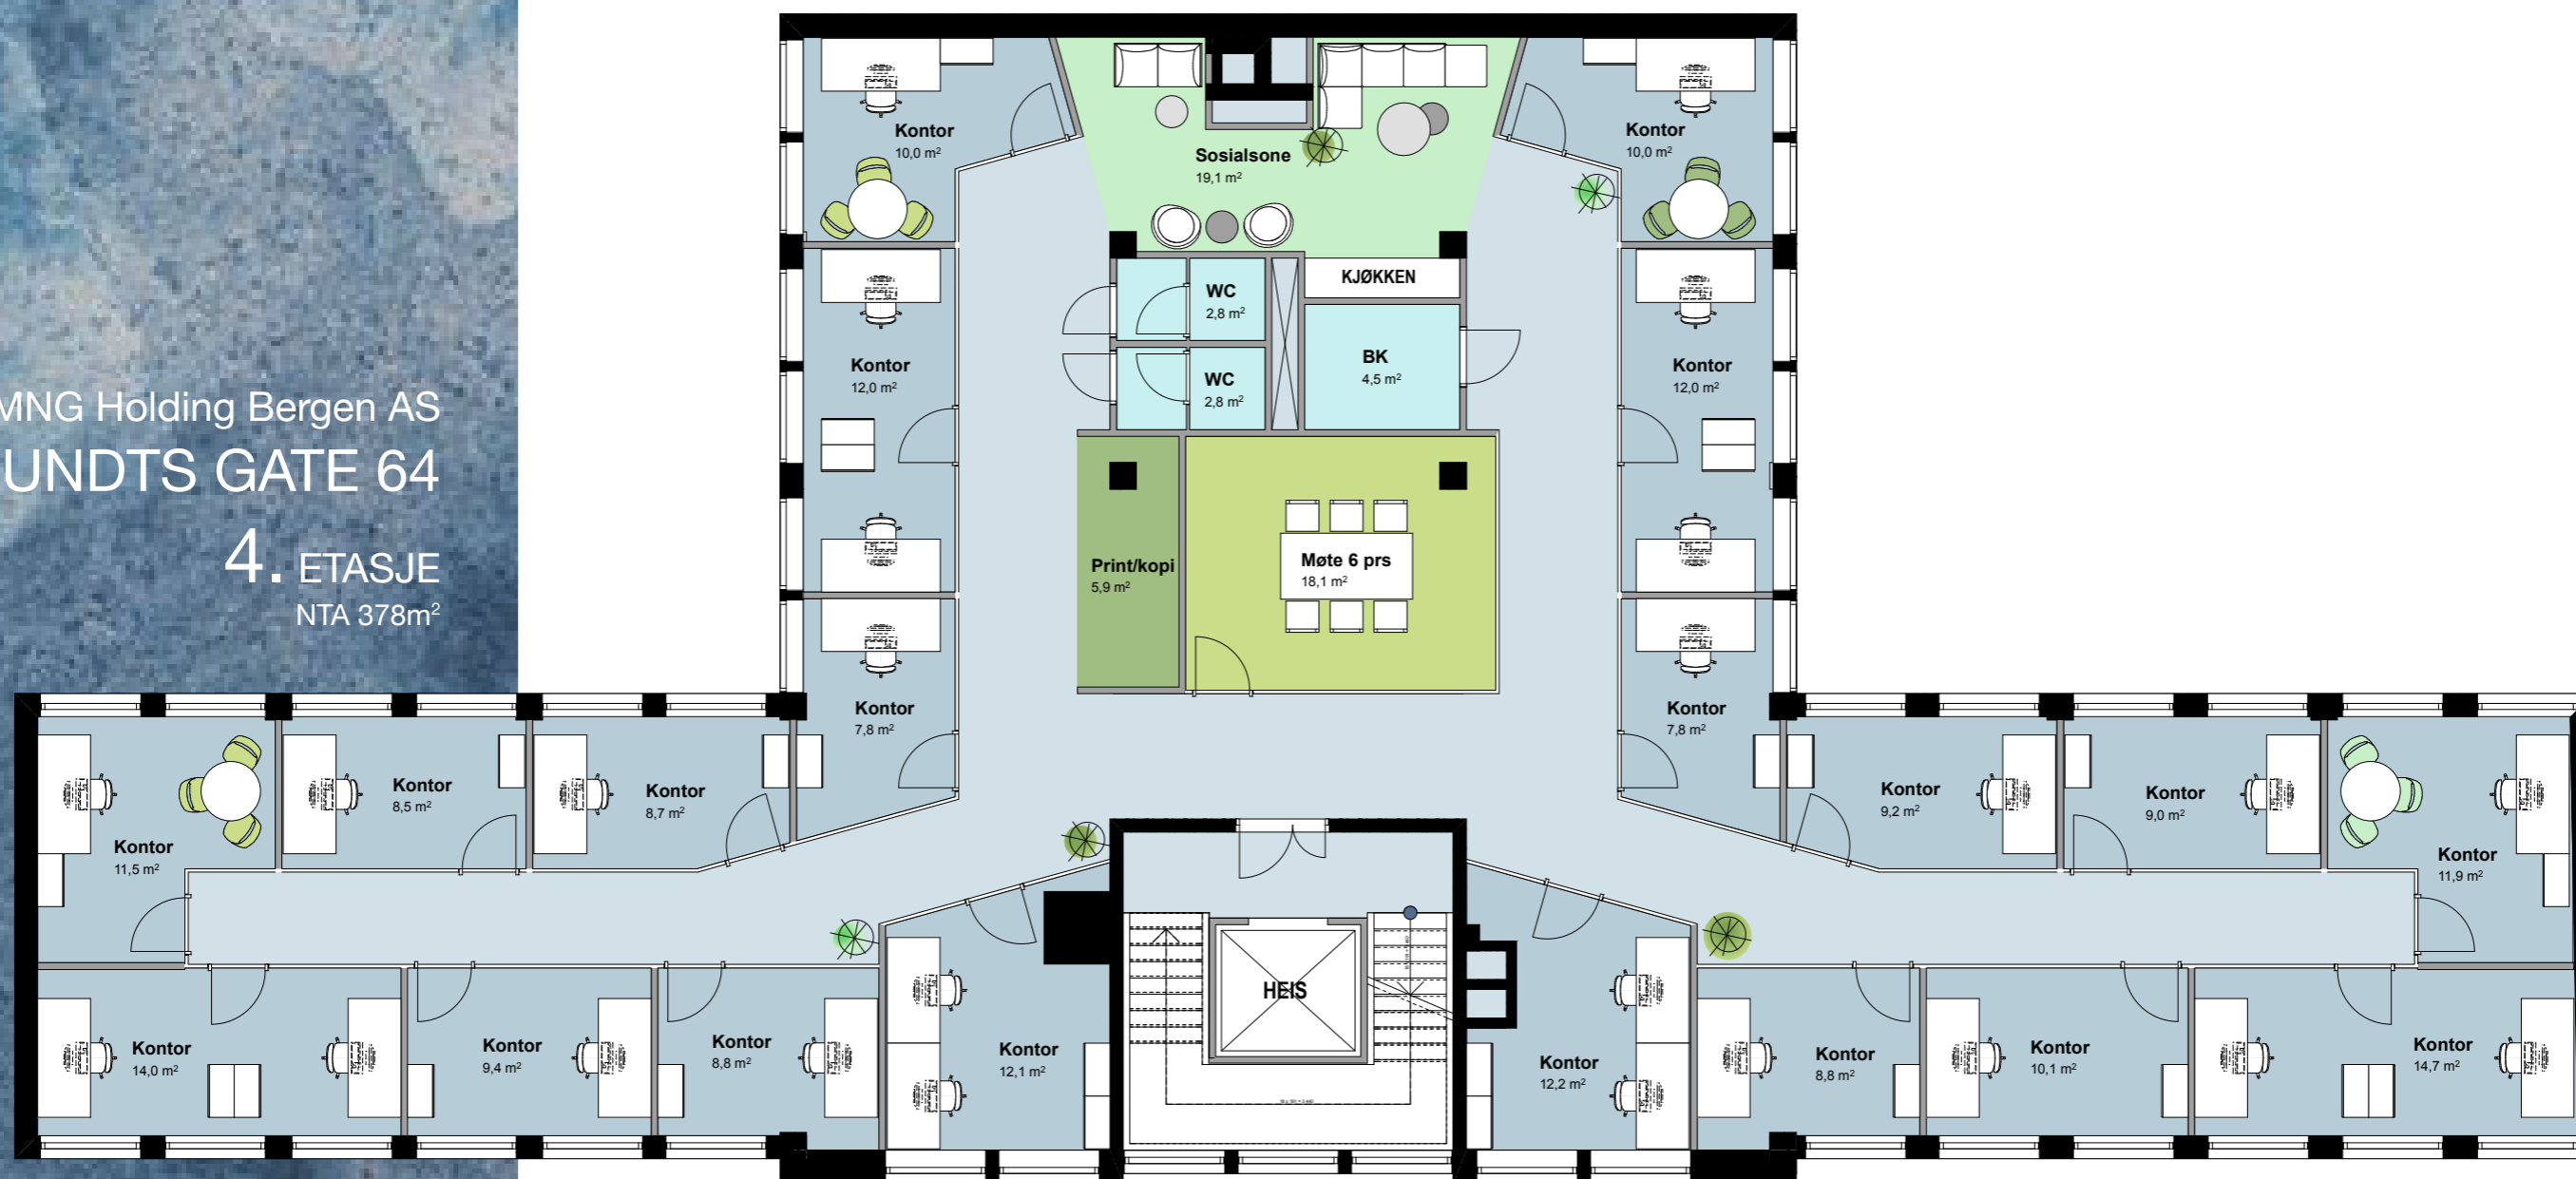 MNG Holding Bergen AS
UNDTS GATE 64
4. ETASJE
NTA 378m²
Kontor
10,0 m²
Sosialsone
19,1 m²
Kontor
10,0 m²
WC
2,8 m²
KJØKKEN
Kontor
12,0 m²
WC
2,8 m²
BK
4,5 m²
Kontor
12,0 m²
Print/kopi
5,9 m²
Møte 6 prs
18,1 m²
Kontor
7,8 m²
Kontor
7,8 m²
Kontor
11,5 m²
Kontor
8,5 m²
Kontor
8,7 m²
Kontor
9,2 m²
Kontor
9,0 m²
Kontor
11,9 m²
HEIS
Kontor
14,0 m²
Kontor
9,4 m²
Kontor
8,8 m²
Kontor
12,1 m²
Kontor
12,2 m²
Kontor
8,8 m²
Kontor
10,1 m²
Kontor
14,7 m²